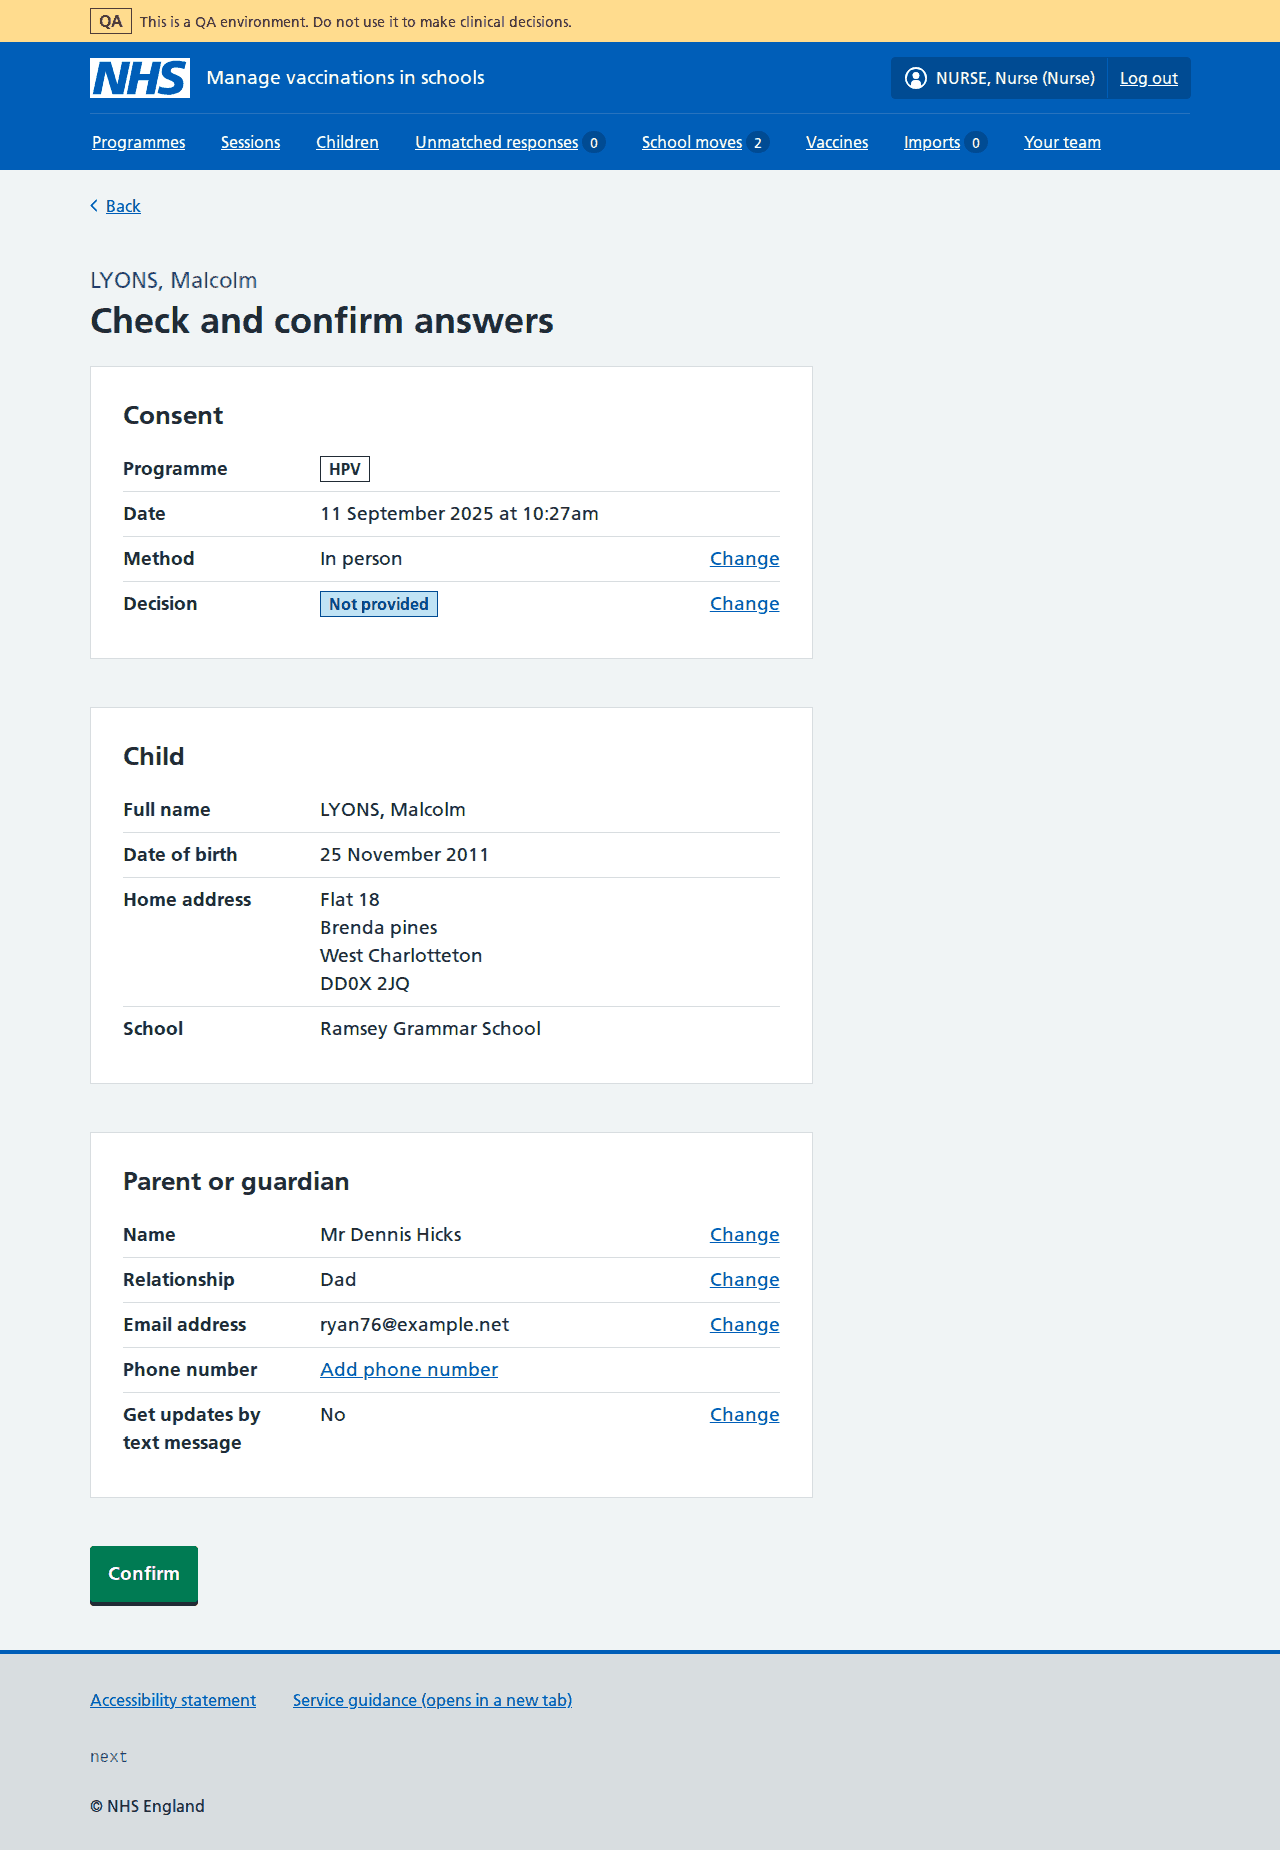 QA This is a QA environment. Do not use it to make clinical decisions.
NHS Manage vaccinations in schools NURSE, Nurse (Nurse) Log out
Programmes Sessions Children Unmatched responses 0 School moves 2 Vaccines Imports 0 Your team
Back
LYONS, Malcolm
Check and confirm answers
Consent
Programme HPV
Date 11 September 2025 at 10:27am
Method In person Change
Decision Not provided Change
Child
Full name LYONS, Malcolm
Date of birth 25 November 2011
Home address Flat 18
Brenda pines
West Charlotteton
DD0X 2JQ
School Ramsey Grammar School
Parent or guardian
Name Mr Dennis Hicks Change
Relationship Dad Change
Email address ryan76@example.net Change
Phone number Add phone number
Get updates by No Change
text message
Confirm
Accessibility statement Service guidance (opens in a new tab)
next
© NHS England